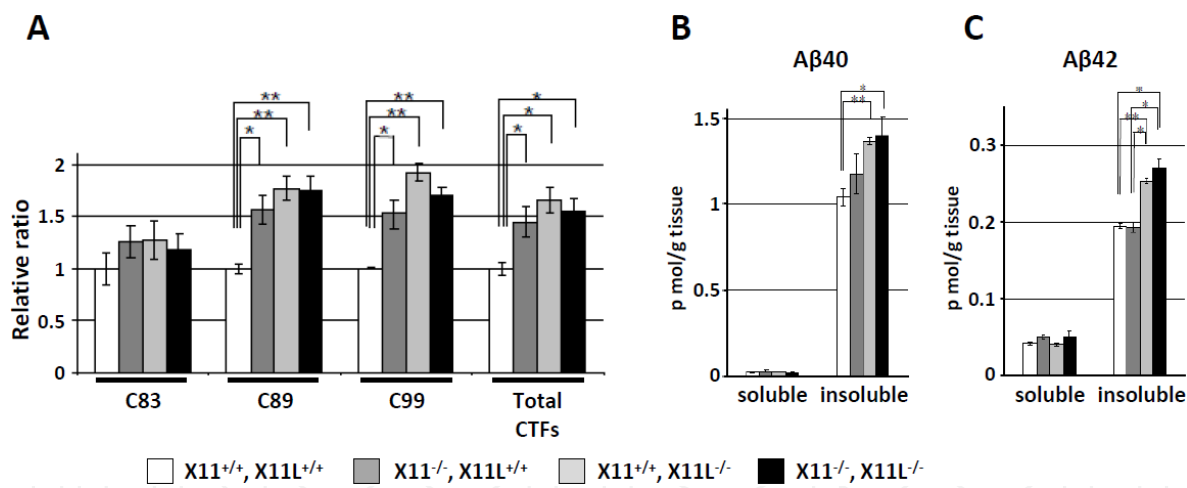 A
B
C
Aβ40
Aβ42
** ** *
** ** *
* * *
* **
* * ** *
Relative ratio
2
1.5
1
0.5
0
C83 C89 C99 Total CTFs
p mol/g tissue
1.5
1
0.5
0
soluble insoluble
p mol/g tissue
0.3
0.2
0.1
0
soluble insoluble
X11+/+, X11L+/+ X11-/-, X11L+/+ X11+/+, X11L-/- X11-/-, X11L-/-